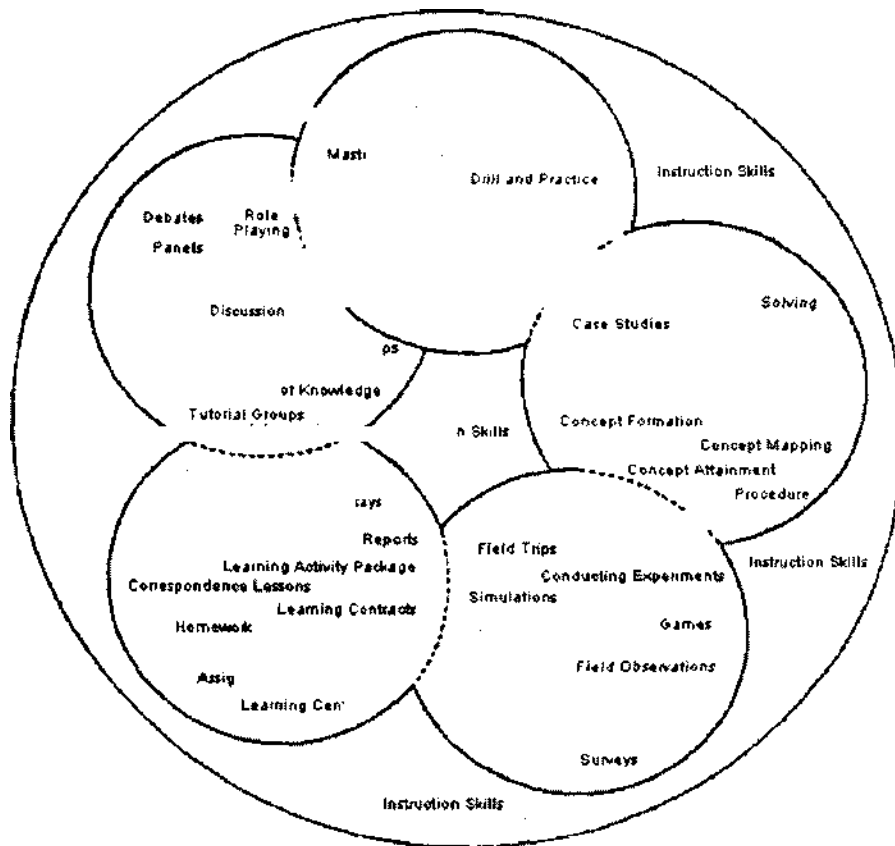 Instruction Skills
Masti
Drill and Practice
Debates
Role
Playing
Panels
Discussion
ps
of Knowledge
Tutorial Groups
Solving
Case Studies
Concept Formation
Concept Mapping
Concept Attainment
Procedure
n Skills
Instruction Skills
rays
Reports
Learning Activity Package
Correspondence Lessons
Learning Contracts
Homework
Assig
Learning Cen
Field Trips
Conducting Experiments
Simulations
Games
Field Observations
Surveys
Instruction Skills